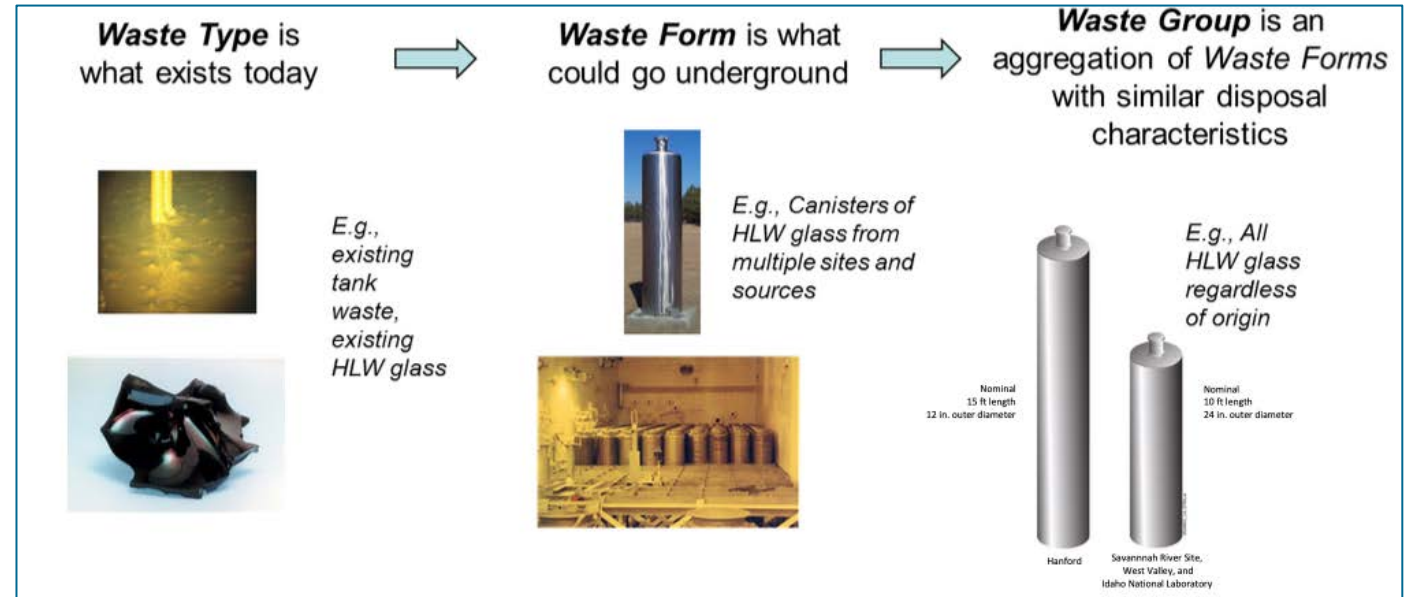 Waste Type is
what exists today
Waste Form is what
could go underground
Waste Group is an
aggregation of Waste Forms
with similar disposal
characteristics
E.g.,
existing
tank
waste,
existing
HLW glass
E.g., Canisters of
HLW glass from
multiple sites and
sources
E.g., All
HLW glass
regardless
of origin
Nominal
15 ft length
12 in. outer diameter
Nominal
10 ft length
24 in. outer diameter
Hanford
Savannnah River Site,
West Valley, and
Idaho National Laboratory